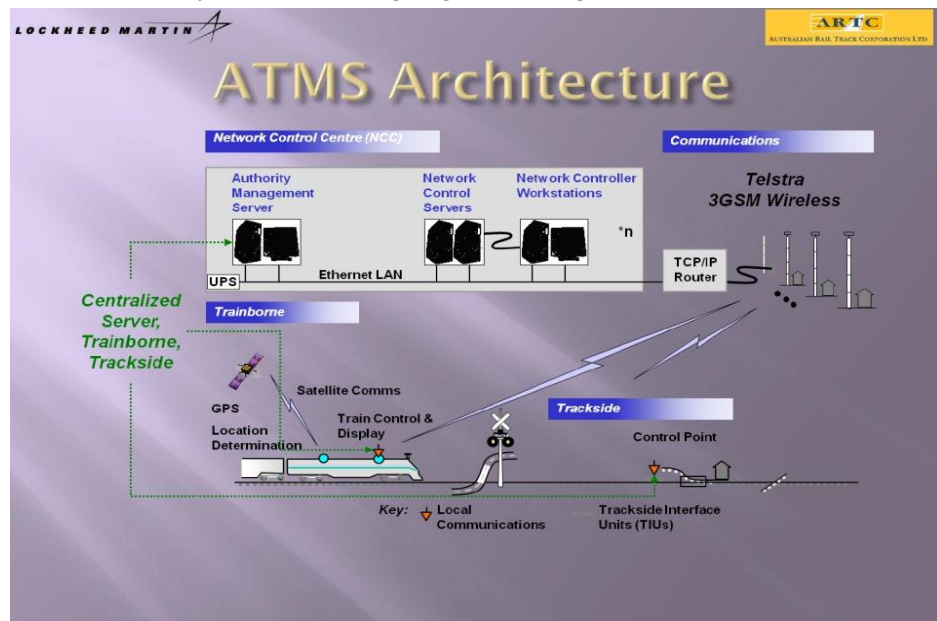 LOCKHEED MARTIN
ARTC
AUSTRALIAN RAIL TRACK CORPORATION LTD
ATMS Architecture
Network Control Centre (NCC)
Communications
Authority
Management
Server
Network
Control
Servers
Network Controller
Workstations
*n
Telstra
3GSM Wireless
UPS
Ethernet LAN
TCP/IP
Router
Centralized
Server,
Trainborne,
Trackside
Trainborne
Satellite Comms
GPS
Location
Determination
Train Control &
Display
Trackside
Control Point
Key:
Local
Communications
Trackside Interface
Units (TIUs)